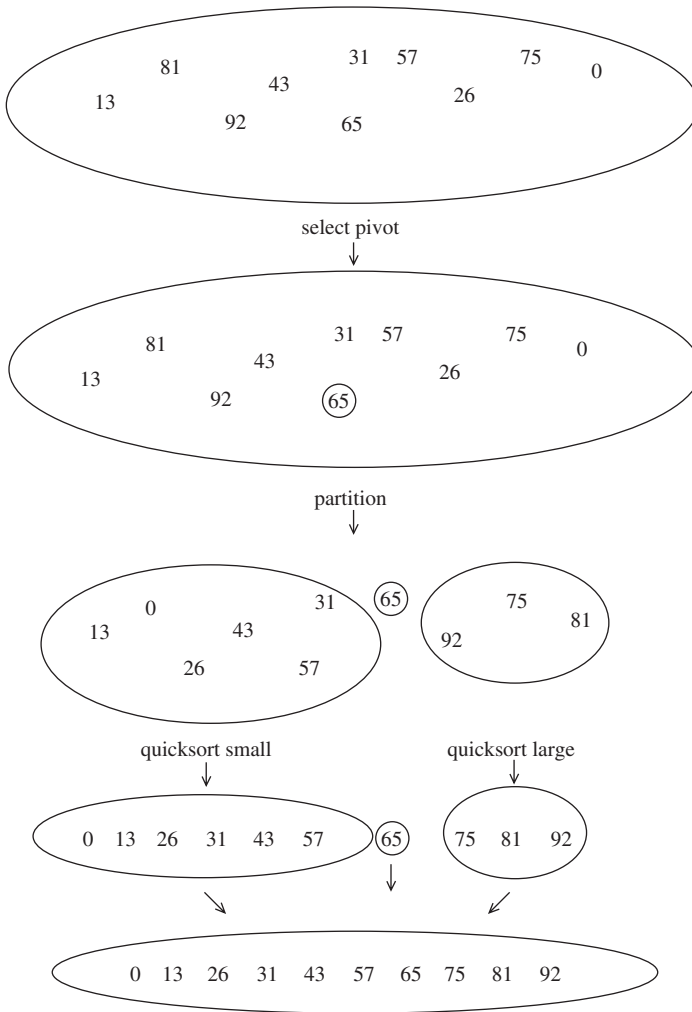 31 57 75
81 0
43 26
13
92 65
select pivot
31 57 75
81 0
43 26
13
92 65
partition
0 31 65 75
13 43 81
26 57 92
quicksort small quicksort large
0 13 26 31 43 57 65 75 81 92
0 13 26 31 43 57 65 75 81 92